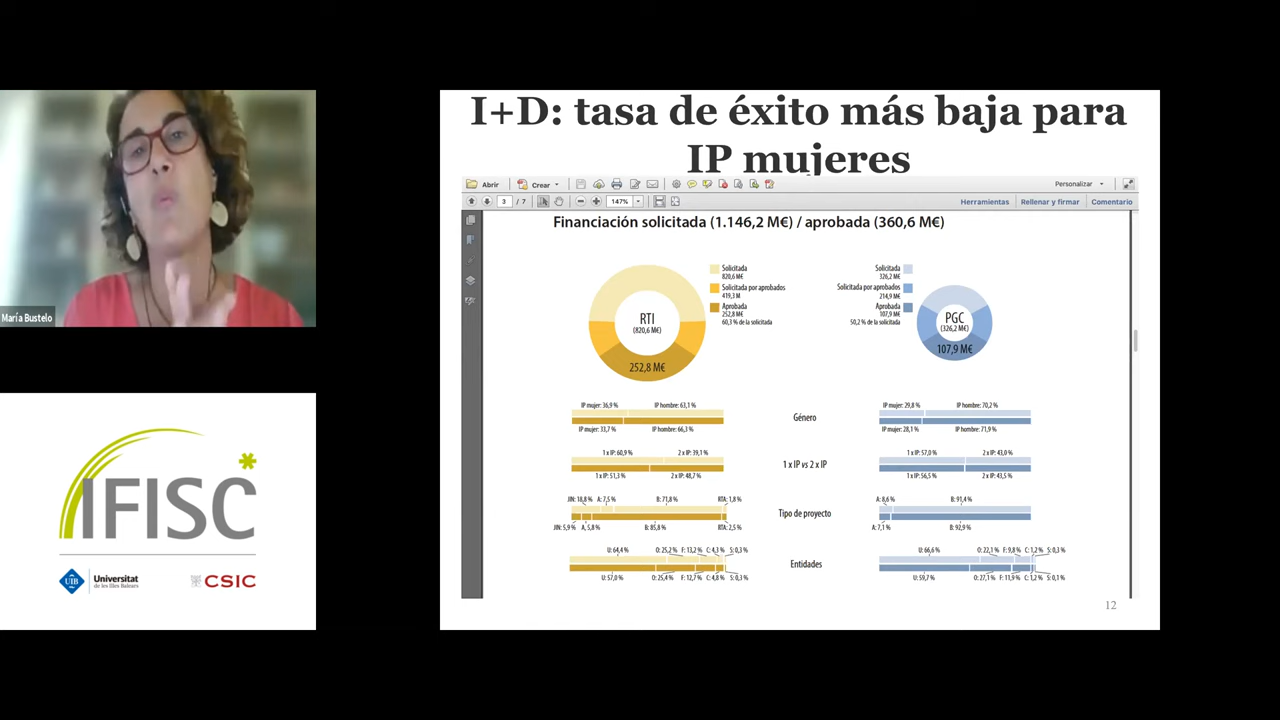 I+D: tasa de éxito más baja para
IP mujeres
Abrir
Crear
147%
3 / 7
Personalizar
Herramientas
Rellenar y firmar
Comentario
Financiación solicitada (1.146,2 M€) / aprobada (360,6 M€)
RTI
(820,6 M€)
252,8 M€
Solicitada
820,6 M€
Solicitada por aprobados
419,3 M
Aprobada
252,8 M€
60,3 % de la solicitada
Solicitada
326,2 M€
Solicitada por aprobados
214,9 M€
Aprobada
107,9 M€
50,2 % de la solicitada
PGC
(326,2 M€)
107,9 M€
IP mujer: 36,9 % IP hombre: 63,1 %
IP mujer: 33,7 % IP hombre: 66,3 %
Género
IP mujer: 29,8 % IP hombre: 70,2 %
IP mujer: 28,1 % IP hombre: 71,9 %
1 x IP: 60,9 % 2 x IP: 39,1 %
1 x IP: 51,3 % 2 x IP: 48,7 %
1 x IP vs 2 x IP
1 x IP: 57,0 % 2 x IP: 43,0 %
1 x IP: 56,5 % 2 x IP: 43,5 %
JIN: 18,8 % A: 7,5 % B: 71,8 % RTA: 1,8 %
JIN: 5,9 % A, 5,8 % B: 85,8 % RTA: 2,5 %
Tipo de proyecto
A: 8,6 % B: 91,4 %
A: 7,1 % B: 92,9 %
U: 64,4 % O: 25,2 % F: 13,2 % C: 4,3 % S: 0,3 %
U: 57,0 % O: 25,4 % F: 12,7 % C: 4,8 % S: 0,3 %
Entidades
U: 66,6 % O: 22,1 % F: 9,8 % C: 1,2 % S: 0,3 %
U: 59,7 % O: 27,1 % F: 11,9 % C: 1,2 % S: 0,1 %
12
María Bustelo
IFISC
UIB
Universitat
de les Illes Balears
CSIC